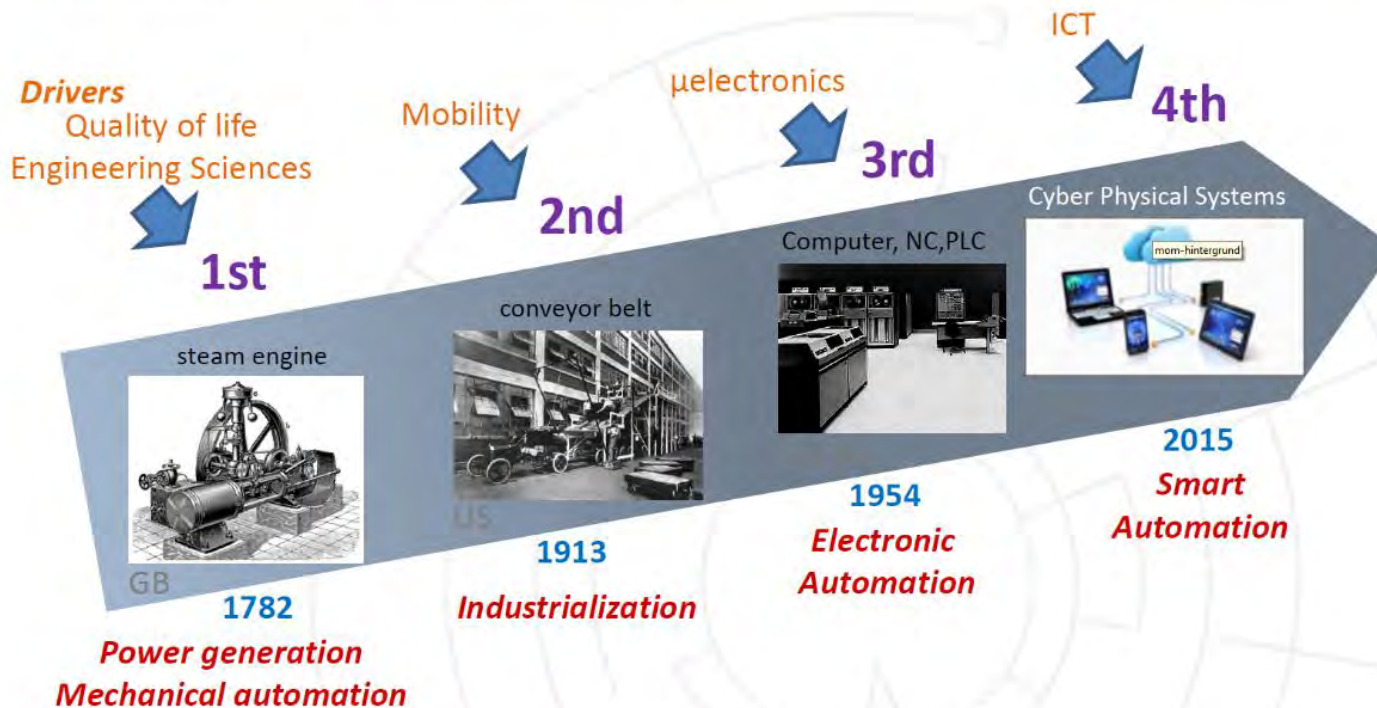 Drivers
Quality of life
Engineering Sciences
1st
steam engine
GB
1782
Power generation
Mechanical automation
Mobility
2nd
conveyor belt
US
1913
Industrialization
µelectronics
3rd
Computer, NC,PLC
1954
Electronic
Automation
ICT
4th
Cyber Physical Systems
mom-hintergrund
2015
Smart
Automation